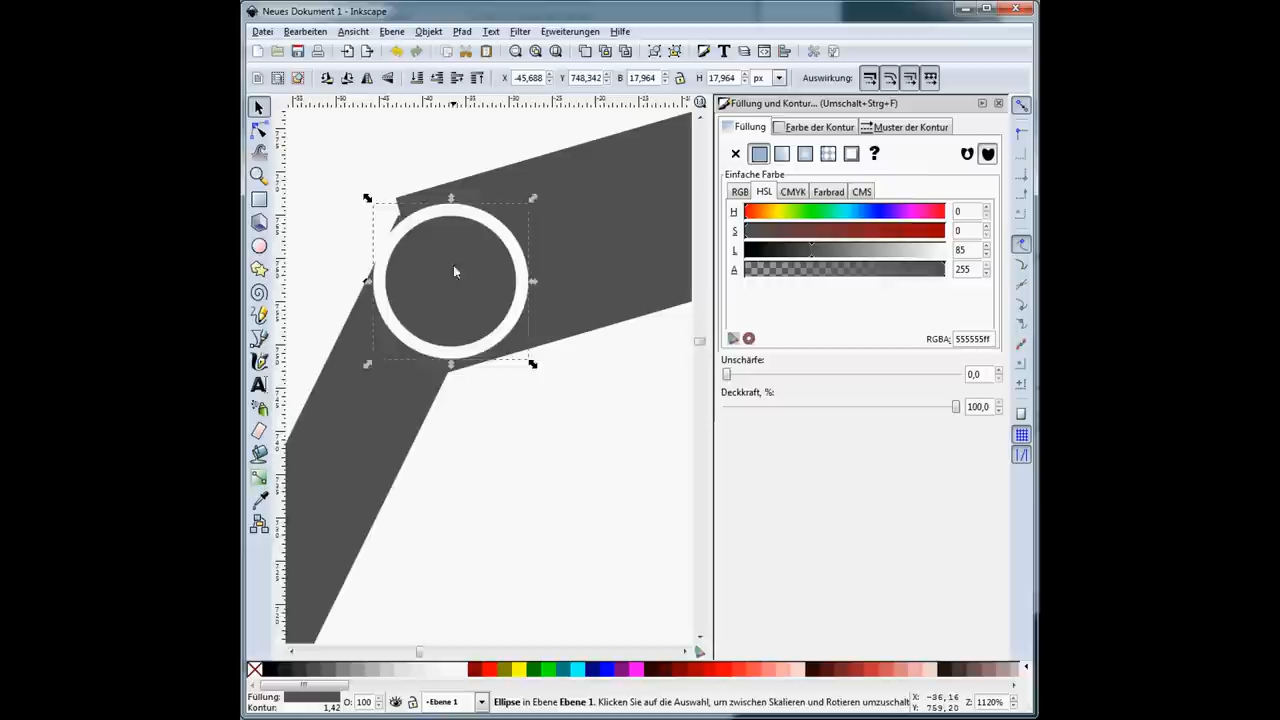 Neues Dokument 1 - Inkscape
Datei Bearbeiten Ansicht Ebene Objekt Pfad Text Filter Erweiterungen Hilfe
X -45,688 Y 748,342 B 17,964 H 17,964 px Auswirkung:
Füllung und Kontur... (Umschalt+Strg+F)
Füllung Farbe der Kontur Muster der Kontur
Einfache Farbe
RGB HSL CMYK Farbrad CMS
H 0
S 0
L 85
A 255
RGBA: 555555ff
Unschärfe:
0,0
Deckkraft, %:
100,0
Füllung:
Kontur: 1,42
O: 100
Ebene 1
Ellipse in Ebene Ebene 1. Klicken Sie auf die Auswahl, um zwischen Skalieren und Rotieren umzuschalt
X: -36,16
Y: 759,20
Z: 1120%